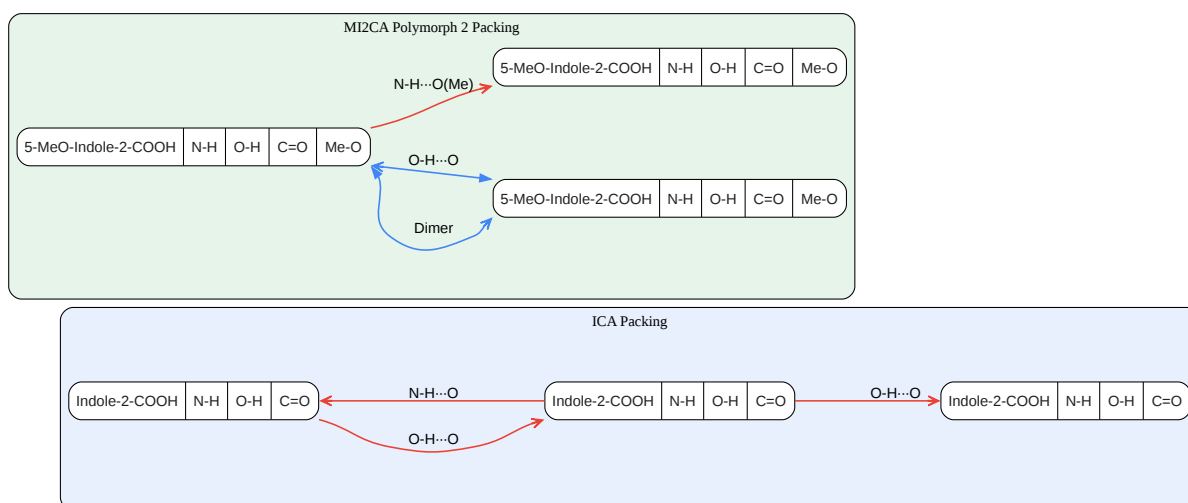 MI2CA Polymorph 2 Packing
5-MeO-Indole-2-COOH N-H O-H C=O Me-O
N-H···O(Me)
5-MeO-Indole-2-COOH N-H O-H C=O Me-O
O-H···O
5-MeO-Indole-2-COOH N-H O-H C=O Me-O
Dimer
ICA Packing
Indole-2-COOH N-H O-H C=O
N-H···O
Indole-2-COOH N-H O-H C=O
O-H···O
Indole-2-COOH N-H O-H C=O
O-H···O